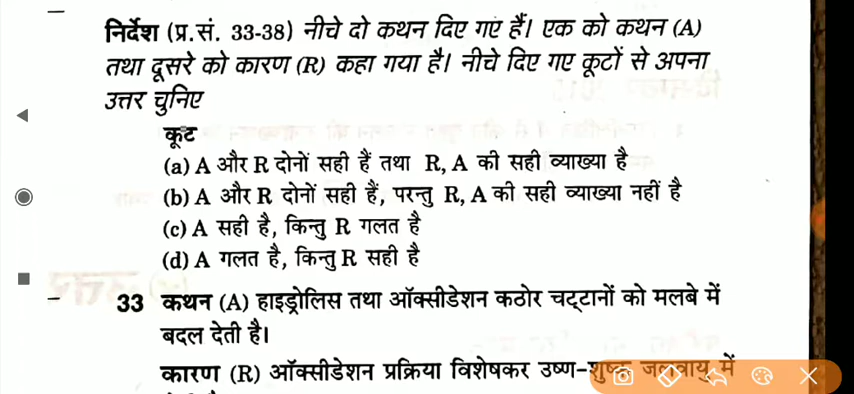 निर्देश (प्र.सं. 33-38) नीचे दो कथन दिए गए हैं। एक को कथन (A)
तथा दूसरे को कारण (R) कहा गया है। नीचे दिए गए कूटों से अपना
उत्तर चुनिए
कूट
(a) A और R दोनों सही हैं तथा R, A की सही व्याख्या है
(b) A और R दोनों सही हैं, परन्तु R, A की सही व्याख्या नहीं है
(c) A सही है, किन्तु R गलत है
(d) A गलत है, किन्तु R सही है
33 कथन (A) हाइड्रोलिस तथा ऑक्सीडेशन कठोर चट्टानों को मलबे में
बदल देती है।
कारण (R) ऑक्सीडेशन प्रक्रिया विशेषकर उष्ण-शुष्क जलवायु में